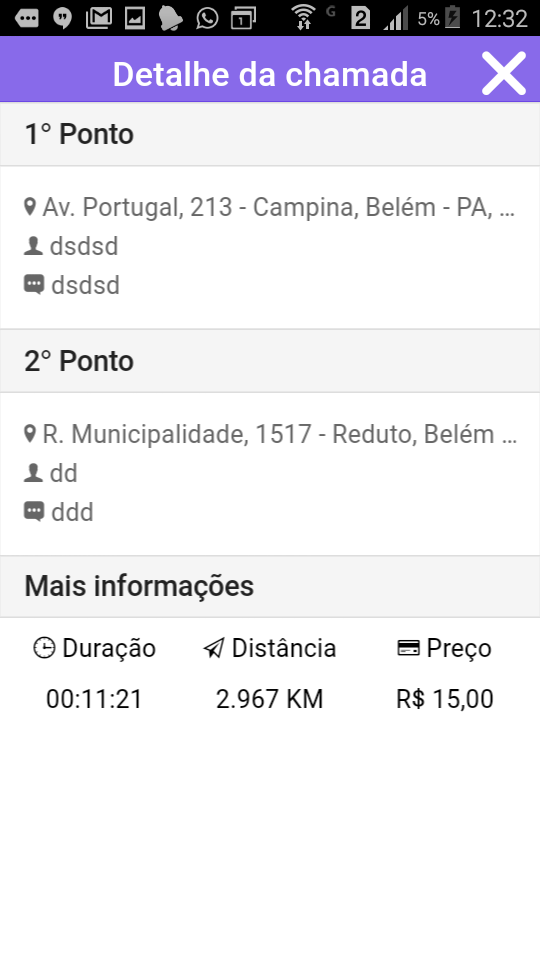 G 2 5% 12:32
Detalhe da chamada
1° Ponto
Av. Portugal, 213 - Campina, Belém - PA, ...
dsdsd
dsdsd
2° Ponto
R. Municipalidade, 1517 - Reduto, Belém ...
dd
ddd
Mais informações
Duração Distância Preço
00:11:21 2.967 KM R$ 15,00